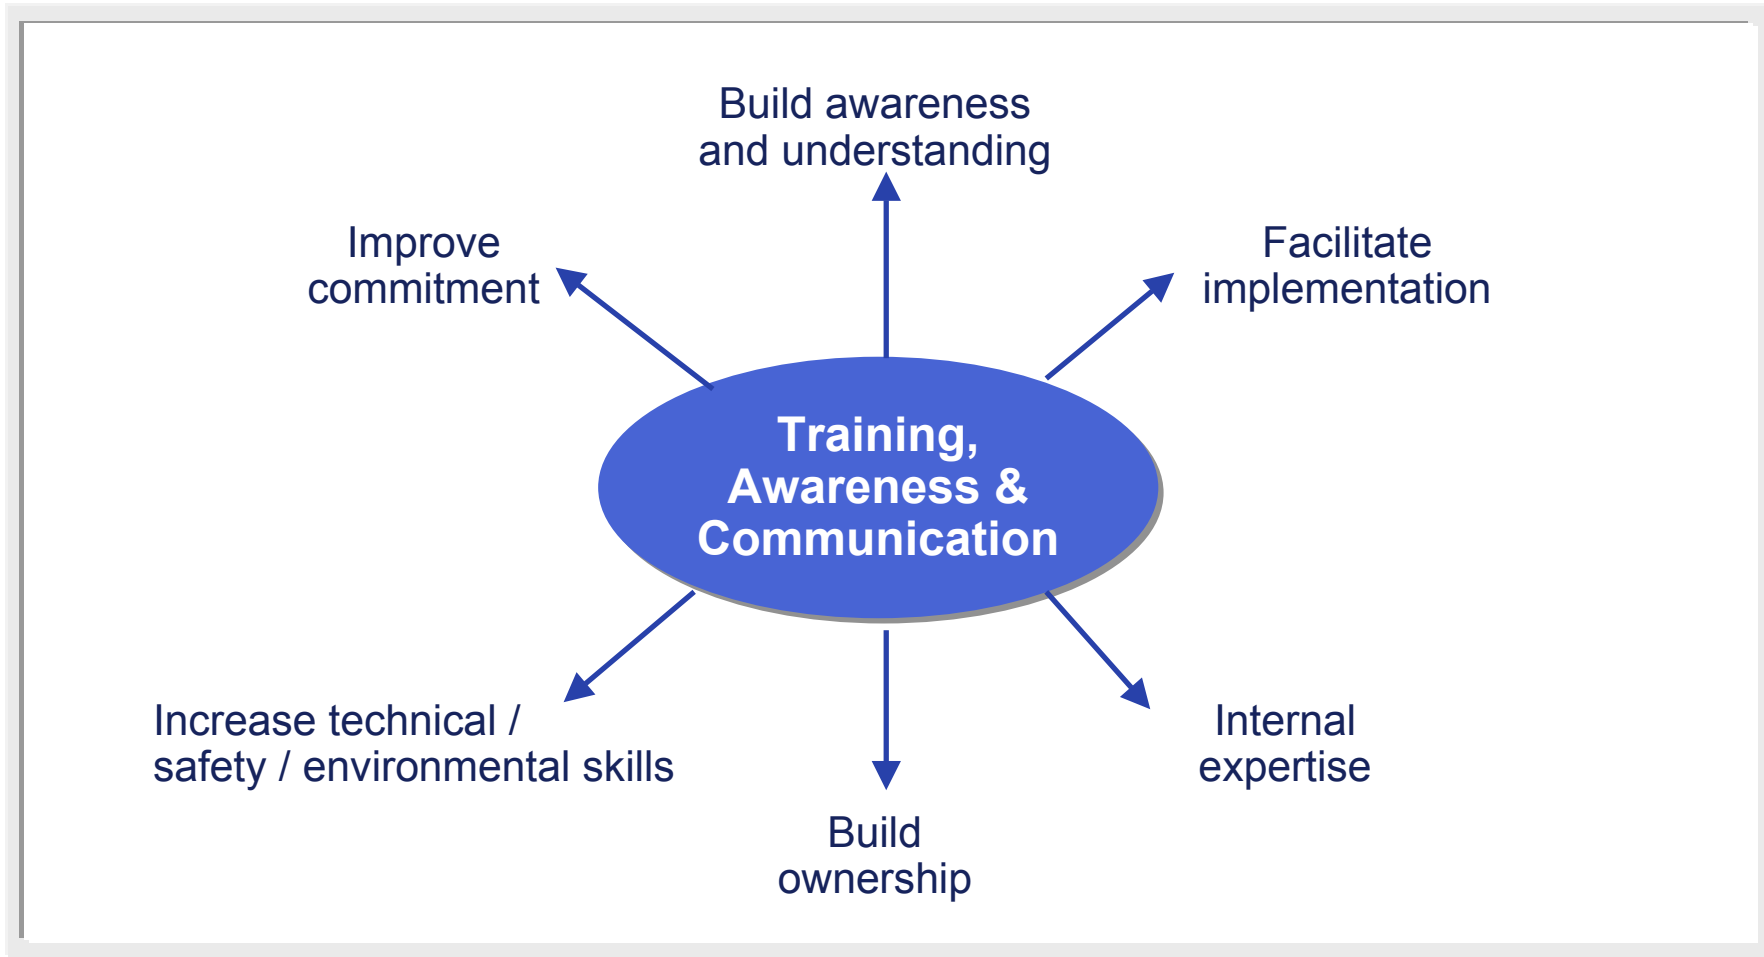 Build awareness
and understanding
Improve
commitment
Facilitate
implementation
Training,
Awareness &
Communication
Increase technical /
safety / environmental skills
Internal
expertise
Build
ownership